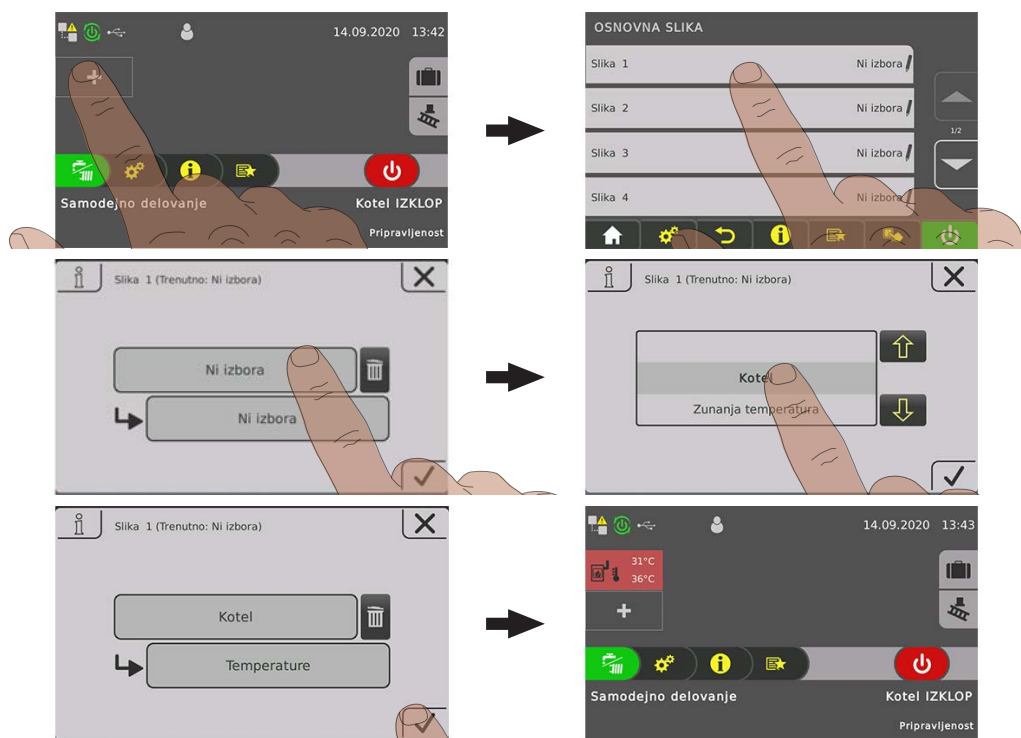 14.09.2020 13:42
Samodejno delovanje
Kotel IZKLOP
Pripravljenost
OSNOVNA SLIKA
Slika 1 Ni izbora
Slika 2 Ni izbora
Slika 3 Ni izbora
Slika 4 Ni izbora
1/2
Slika 1 (Trenutno: Ni izbora)
Ni izbora
Ni izbora
Slika 1 (Trenutno: Ni izbora)
Kotel
Zunanja temperatura
Slika 1 (Trenutno: Ni izbora)
Kotel
Temperature
14.09.2020 13:43
31°C
36°C
Samodejno delovanje
Kotel IZKLOP
Pripravljenost